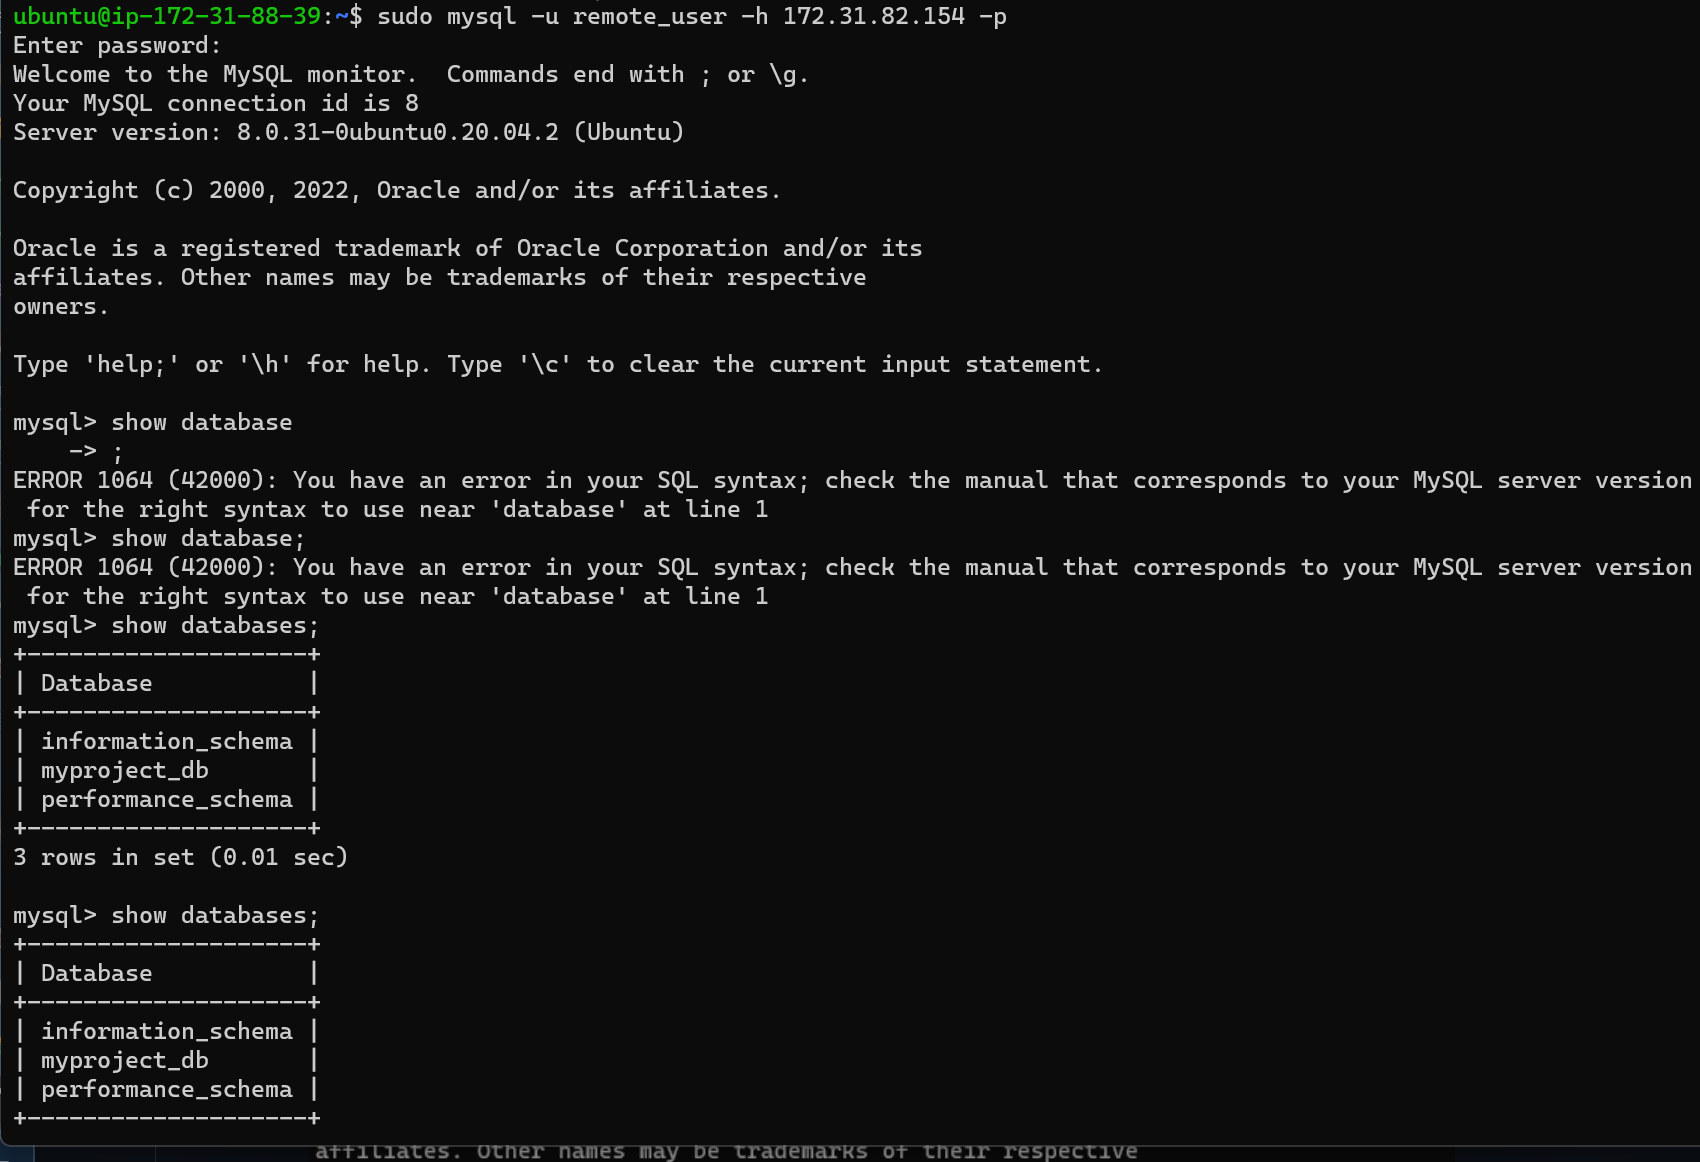 ubuntu@ip-172-31-88-39:~$ sudo mysql -u remote_user -h 172.31.82.154 -p
Enter password:
Welcome to the MySQL monitor.  Commands end with ; or \g.
Your MySQL connection id is 8
Server version: 8.0.31-0ubuntu0.20.04.2 (Ubuntu)

Copyright (c) 2000, 2022, Oracle and/or its affiliates.

Oracle is a registered trademark of Oracle Corporation and/or its
affiliates. Other names may be trademarks of their respective
owners.

Type 'help;' or '\h' for help. Type '\c' to clear the current input statement.

mysql> show database
    -> ;
ERROR 1064 (42000): You have an error in your SQL syntax; check the manual that corresponds to your MySQL server version
 for the right syntax to use near 'database' at line 1
mysql> show database;
ERROR 1064 (42000): You have an error in your SQL syntax; check the manual that corresponds to your MySQL server version
 for the right syntax to use near 'database' at line 1
mysql> show databases;
+--------------------+
| Database           |
+--------------------+
| information_schema |
| myproject_db       |
| performance_schema |
+--------------------+
3 rows in set (0.01 sec)

mysql> show databases;
+--------------------+
| Database           |
+--------------------+
| information_schema |
| myproject_db       |
| performance_schema |
+--------------------+
affiliates. Other names may be trademarks of their respective